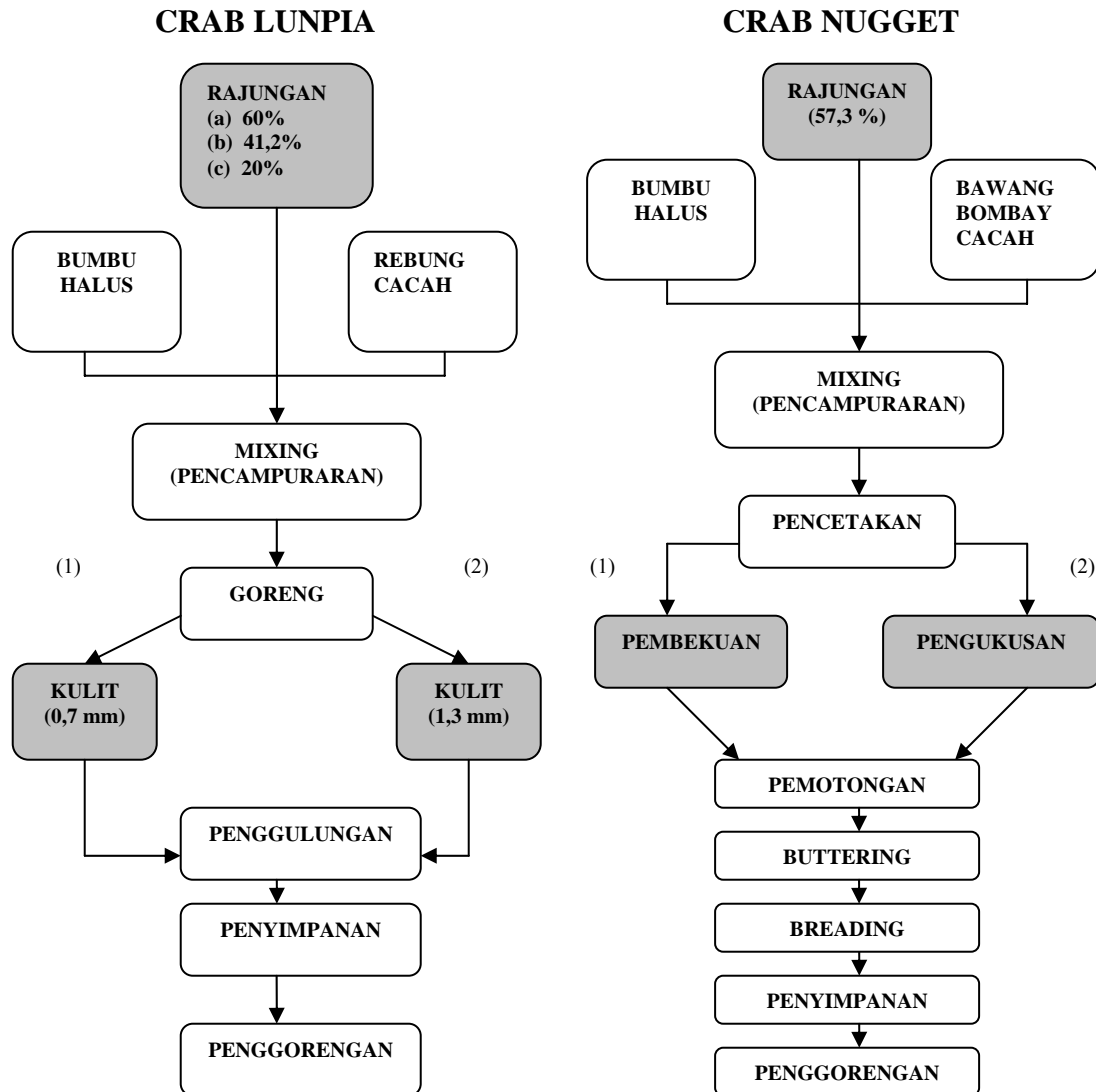 CRAB LUNPIA
RAJUNGAN
(a) 60%
(b) 41,2%
(c) 20%
BUMBU
HALUS
REBUNG
CACAH
MIXING
(PENCAMPURARAN)
(1)
(2)
GORENG
KULIT
(0,7 mm)
KULIT
(1,3 mm)
PENGGULUNGAN
PENYIMPANAN
PENGGORENGAN
CRAB NUGGET
RAJUNGAN
(57,3 %)
BUMBU
HALUS
BAWANG
BOMBAY
CACAH
MIXING
(PENCAMPURARAN)
PENCETAKAN
(1)
(2)
PEMBEKUAN
PENGUKUSAN
PEMOTONGAN
BUTTERING
BREADING
PENYIMPANAN
PENGGORENGAN